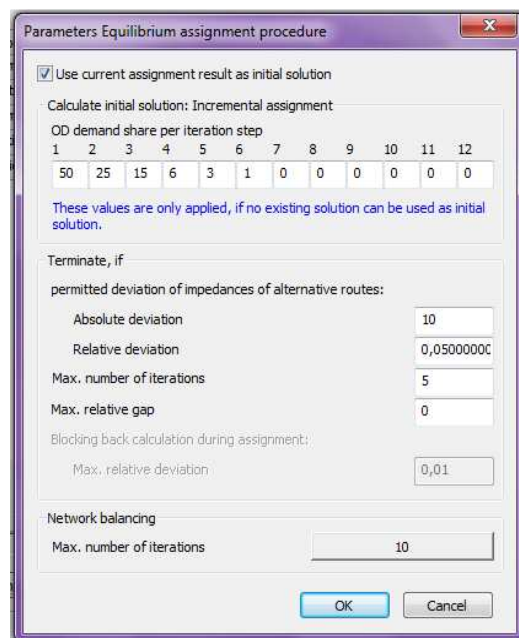 Parameters Equilibrium assignment procedure
Use current assignment result as initial solution
Calculate initial solution: Incremental assignment
OD demand share per iteration step
1 2 3 4 5 6 7 8 9 10 11 12
50 25 15 6 3 1 0 0 0 0 0 0
These values are only applied, if no existing solution can be used as initial
solution.
Terminate, if
permitted deviation of impedances of alternative routes:
Absolute deviation 10
Relative deviation 0,0500000C
Max. number of iterations 5
Max. relative gap 0
Blocking back calculation during assignment:
Max. relative deviation 0,01
Network balancing
Max. number of iterations 10
OK Cancel